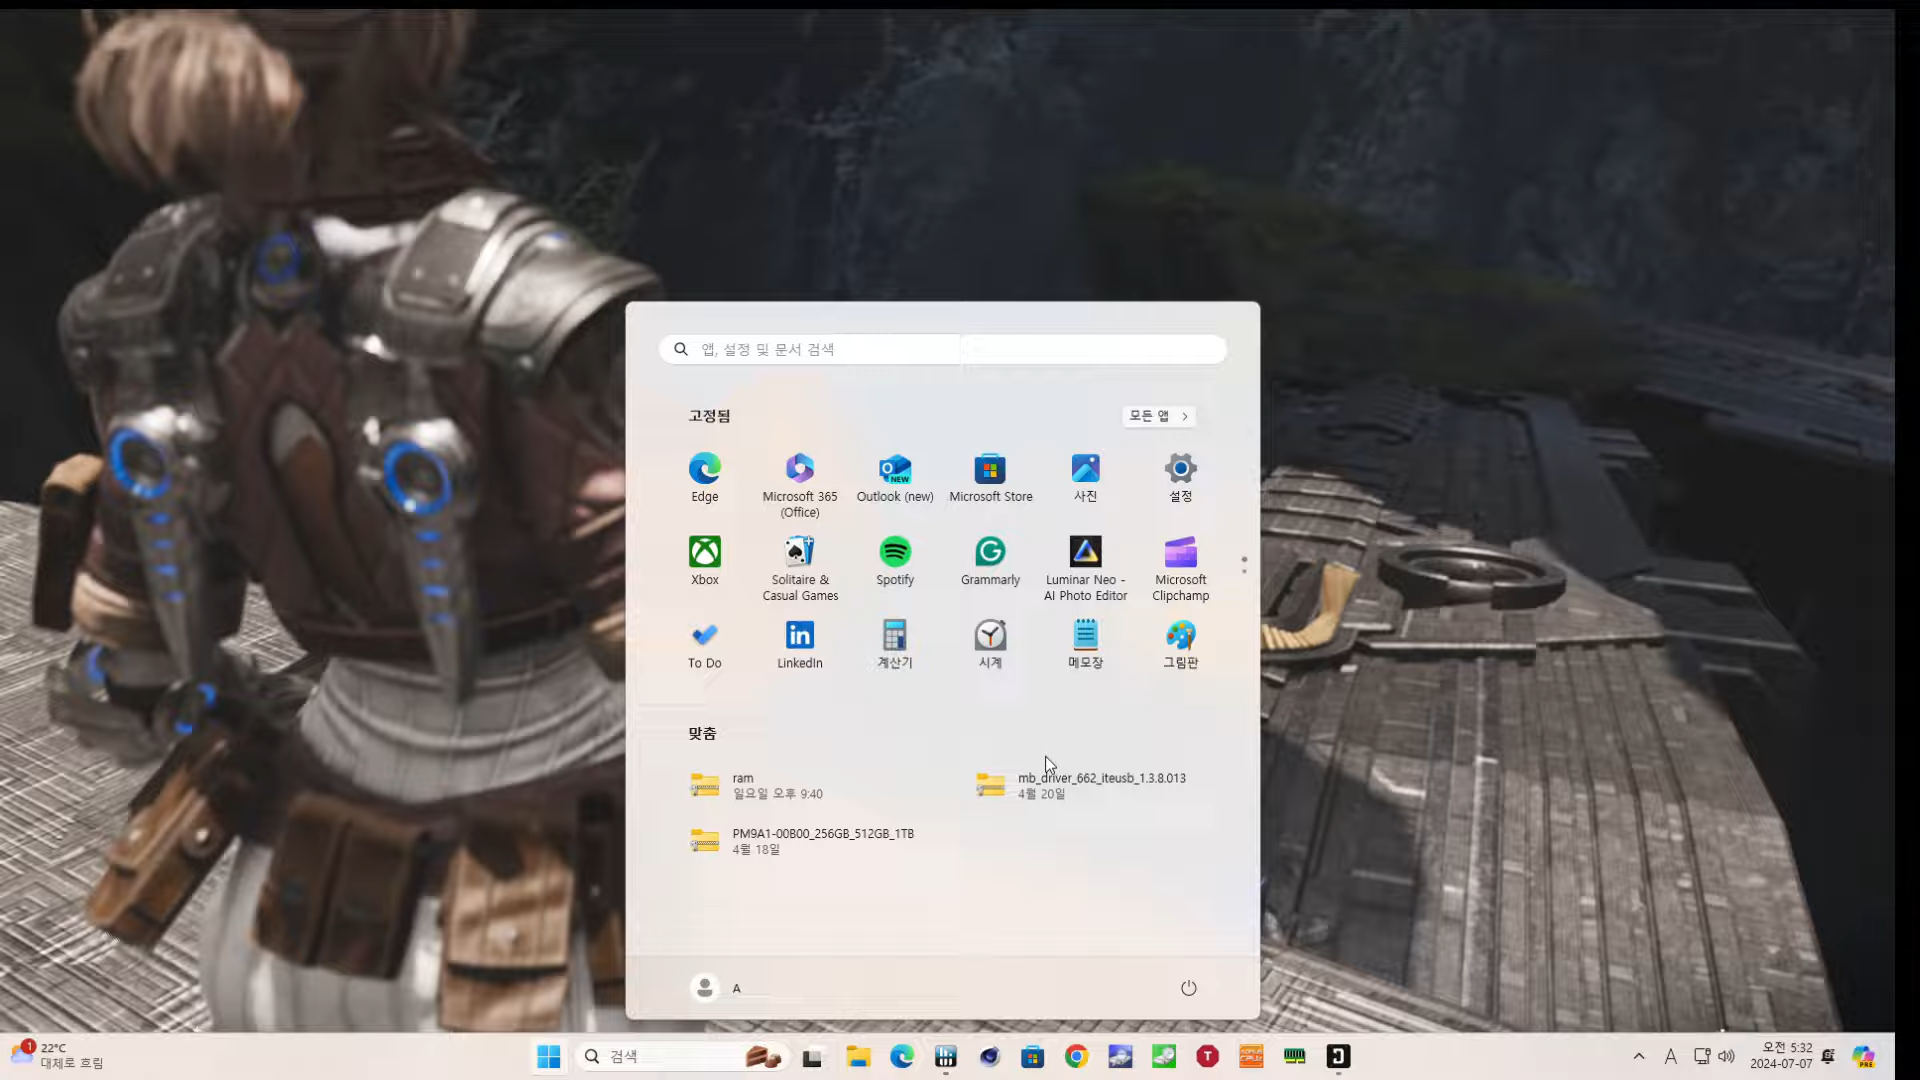 앱, 설정 및 문서 검색
고정됨
모든 앱
Edge
Microsoft 365
(Office)
Outlook (new)
Microsoft Store
사진
설정
Xbox
Solitaire &
Casual Games
Spotify
Grammarly
Luminar Neo -
AI Photo Editor
Microsoft
Clipchamp
To Do
LinkedIn
계산기
시계
메모장
그림판
맞춤
ram
일요일 오후 9:40
mb_driver_662_iteusb_1.3.8.013
4월 20일
PM9A1-00B00_256GB_512GB_1TB
4월 18일
A
1
22°C
대체로 흐림
검색
A
오전 5:32
2024-07-07